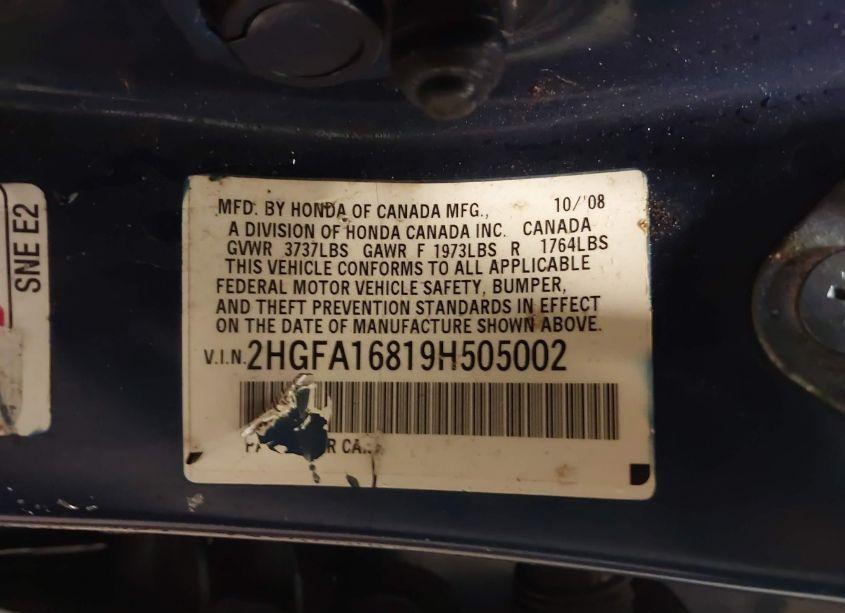 SNE E2
MFD. BY HONDA OF CANADA MFG., 10/'08
A DIVISION OF HONDA CANADA INC. CANADA
GVWR 3737LBS GAWR F 1973LBS R 1764LBS
THIS VEHICLE CONFORMS TO ALL APPLICABLE
FEDERAL MOTOR VEHICLE SAFETY, BUMPER,
AND THEFT PREVENTION STANDARDS IN EFFECT
ON THE DATE OF MANUFACTURE SHOWN ABOVE.
V.I.N. 2HGFA16819H505002